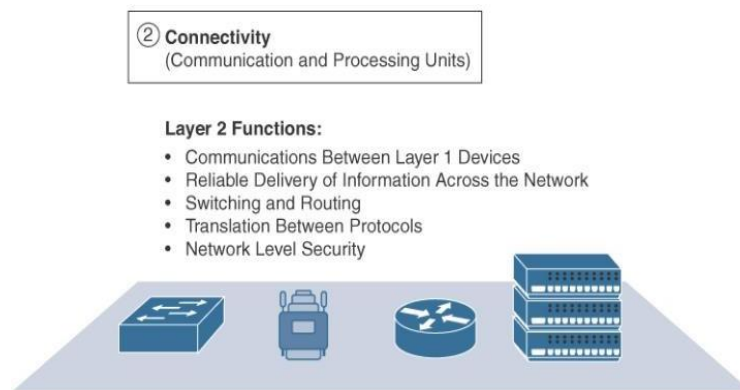 ② Connectivity
(Communication and Processing Units)
Layer 2 Functions:
• Communications Between Layer 1 Devices
• Reliable Delivery of Information Across the Network
• Switching and Routing
• Translation Between Protocols
• Network Level Security